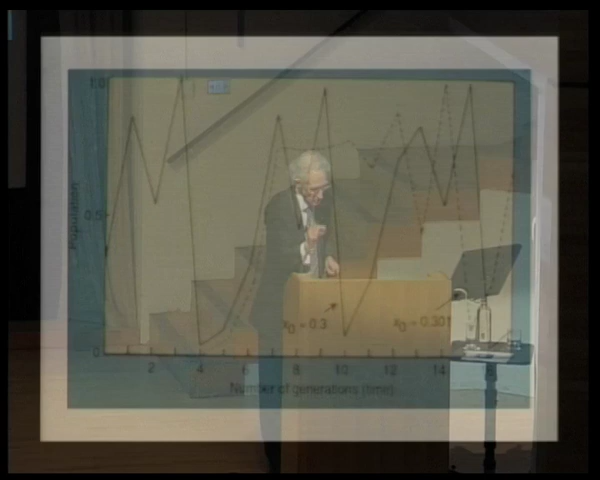 1.0
Population
0.5
x0 = 0.3
x0 = 0.301
0
2 4 6 8 10 12 14
Number of generations (time)